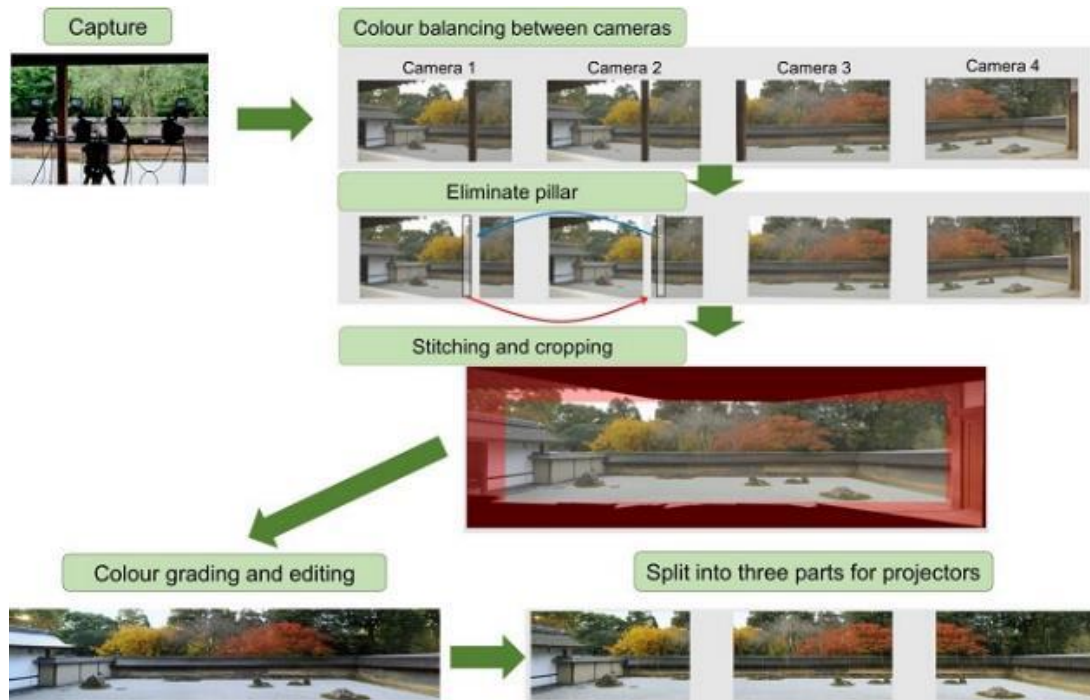 Capture
Colour balancing between cameras
Camera 1
Camera 2
Camera 3
Camera 4
Eliminate pillar
Stitching and cropping
Colour grading and editing
Split into three parts for projectors